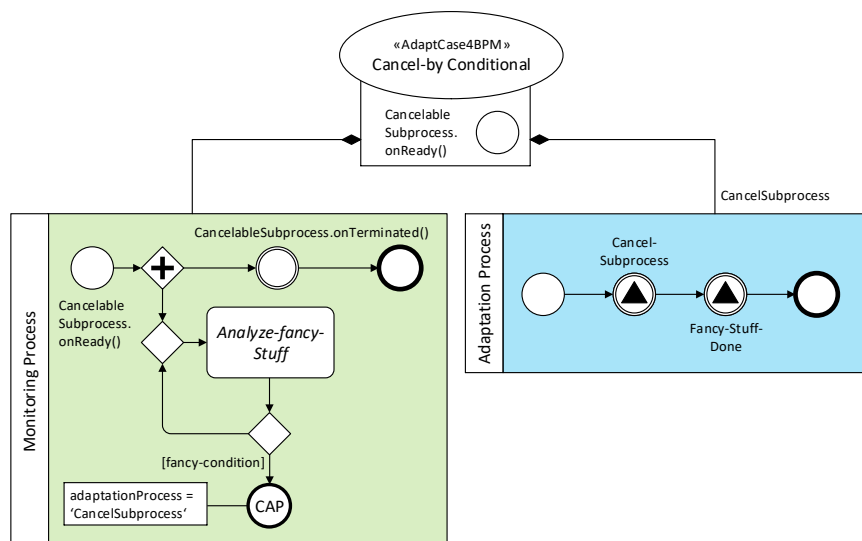 «AdaptCase4BPM»
Cancel-by Conditional
Cancelable
Subprocess.
onReady()
CancelSubprocess
Monitoring Process
CancelableSubprocess.onTerminated()
Cancelable
Subprocess.
onReady()
Analyze-fancy-
Stuff
[fancy-condition]
adaptationProcess =
‘CancelSubprocess‘
CAP
Adaptation Process
Cancel-
Subprocess
Fancy-Stuff-
Done